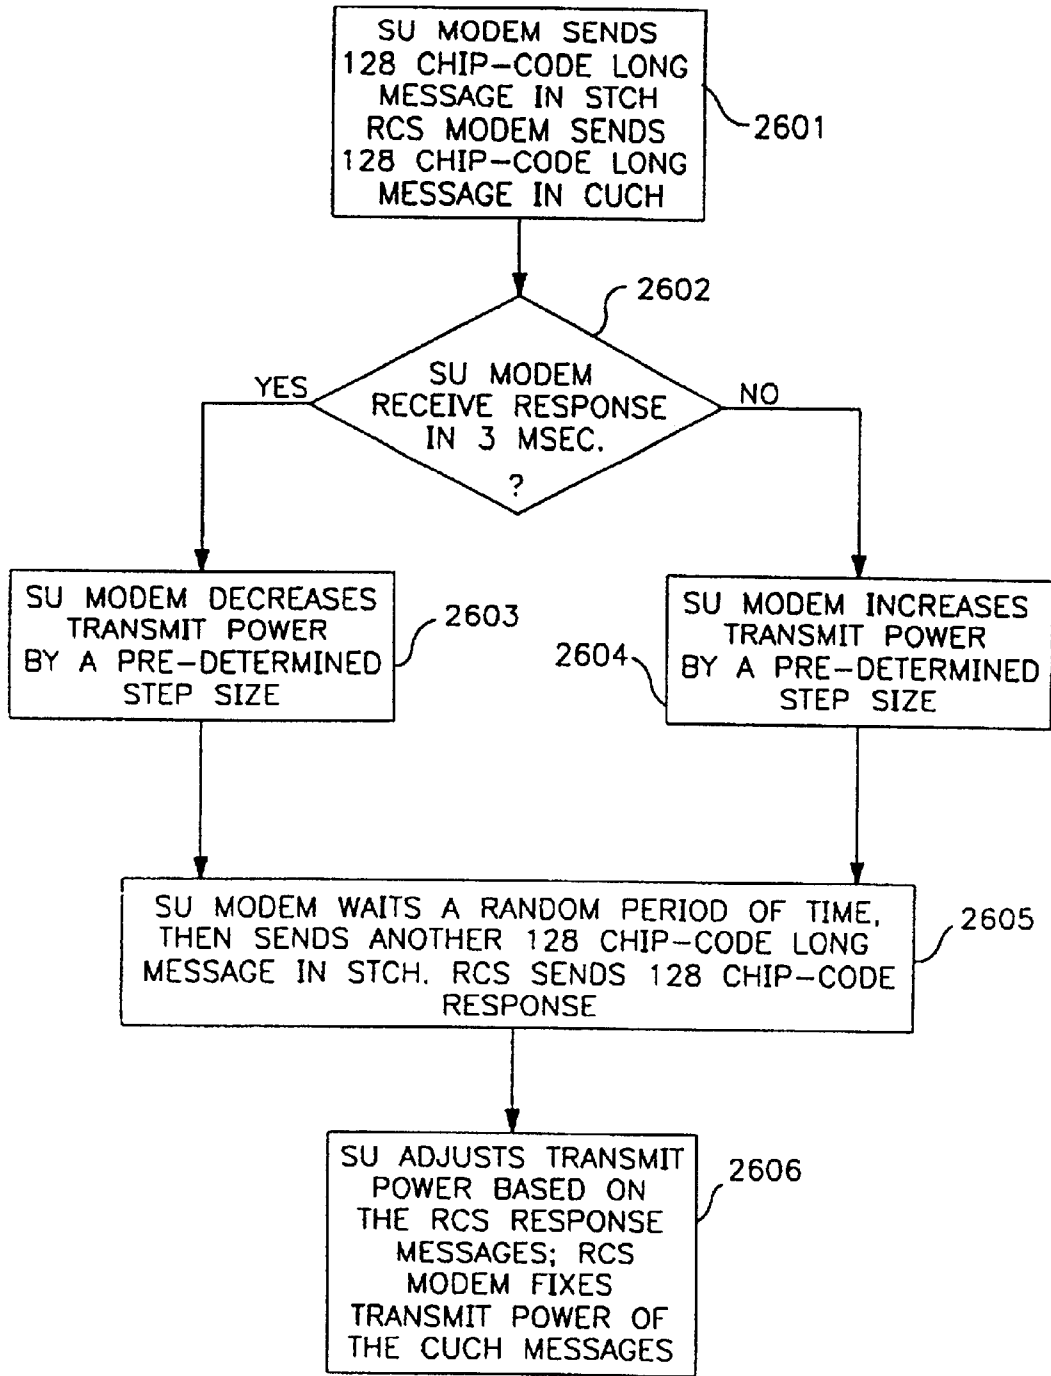 SU MODEM SENDS
128 CHIP-CODE LONG
MESSAGE IN STCH
RCS MODEM SENDS
128 CHIP-CODE LONG
MESSAGE IN CUCH
2601
2602
SU MODEM
RECEIVE RESPONSE
IN 3 MSEC.
?
YES
NO
SU MODEM DECREASES
TRANSMIT POWER
BY A PRE-DETERMINED
STEP SIZE
2603
SU MODEM INCREASES
TRANSMIT POWER
BY A PRE-DETERMINED
STEP SIZE
2604
SU MODEM WAITS A RANDOM PERIOD OF TIME,
THEN SENDS ANOTHER 128 CHIP-CODE LONG
MESSAGE IN STCH. RCS SENDS 128 CHIP-CODE
RESPONSE
2605
SU ADJUSTS TRANSMIT
POWER BASED ON
THE RCS RESPONSE
MESSAGES; RCS
MODEM FIXES
TRANSMIT POWER OF
THE CUCH MESSAGES
2606